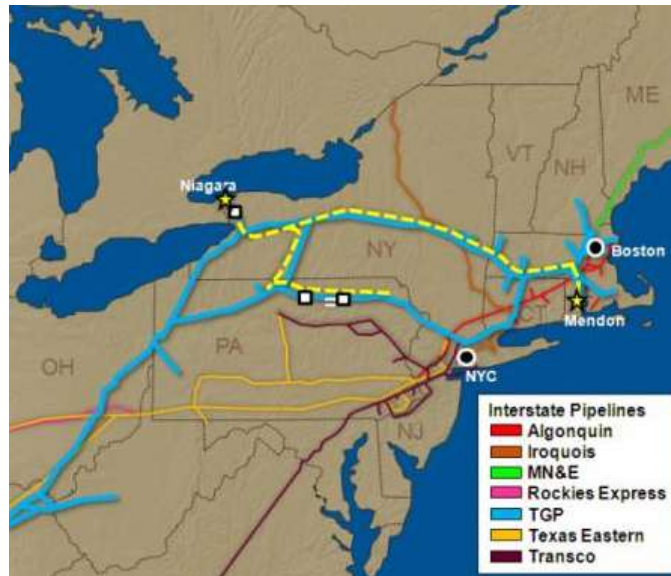 ME
VT
NH
Niagara
NY
Boston
CT
Mendon
PA
OH
NYC
NJ
Interstate Pipelines
Algonquin
Iroquois
MN&E
Rockies Express
TGP
Texas Eastern
Transco